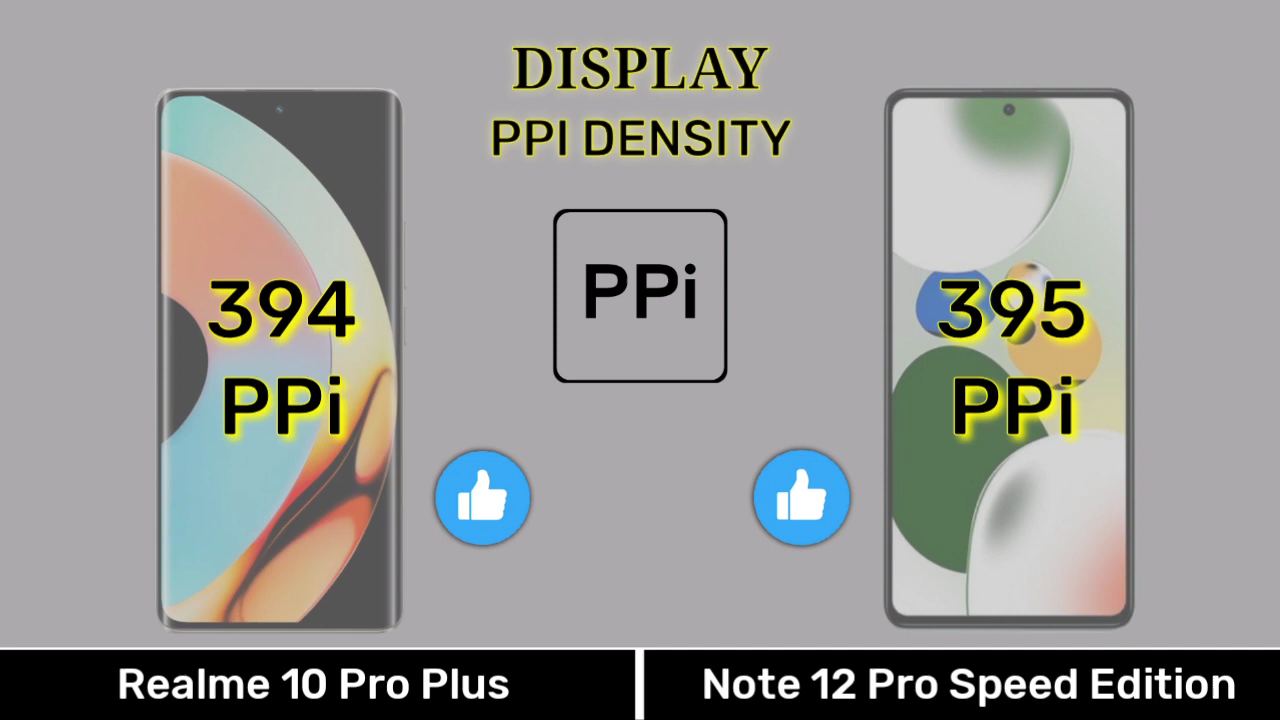 DISPLAY
PPI DENSITY
PPi
394
PPi
395
PPi
Realme 10 Pro Plus
Note 12 Pro Speed Edition